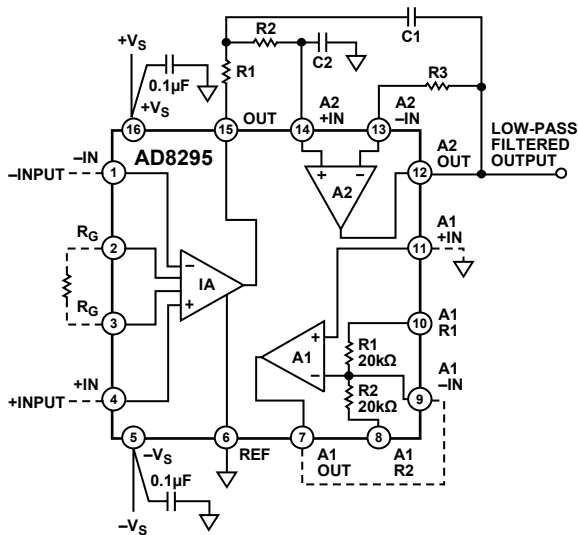 C1
R2
C2
R1
R3
+VS
0.1µF
+VS
OUT
A2
+IN
A2
–IN
16
15
14
13
AD8295
LOW-PASS
FILTERED
OUTPUT
A2
OUT
12
–IN
–INPUT
1
+
–
A2
A1
+IN
11
RG
2
–
IA
+
RG
3
A1
R1
10
+
A1
–
R1
20kΩ
R2
20kΩ
A1
–IN
9
+IN
+INPUT
4
5
6
7
8
–VS
REF
A1
OUT
A1
R2
0.1µF
–VS